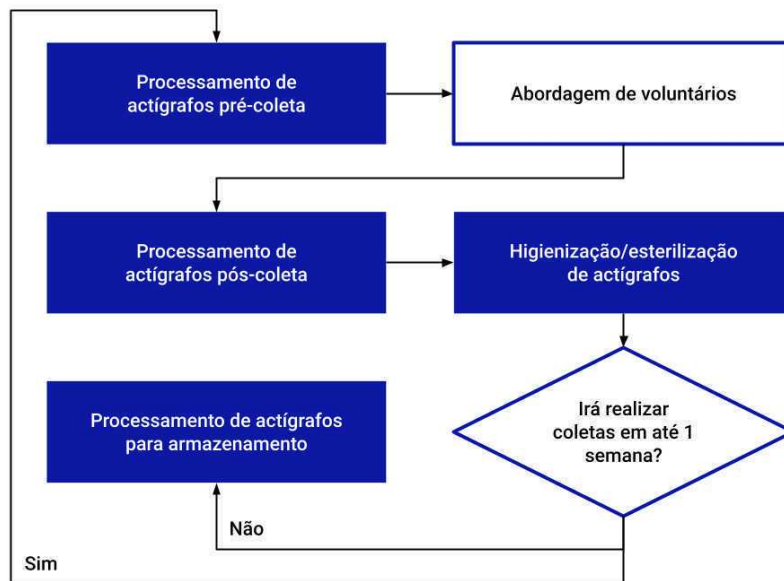 Processamento de
actígrafos pré-coleta
Abordagem de voluntários
Processamento de
actígrafos pós-coleta
Higienização/esterilização
de actígrafos
Processamento de actígrafos
para armazenamento
Irá realizar
coletas em até 1
semana?
Não
Sim